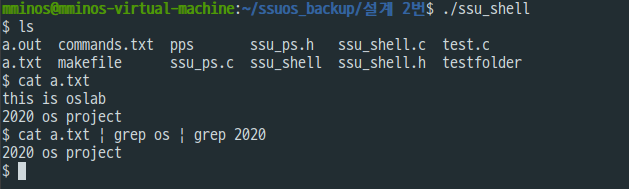 mminos@mminos-virtual-machine:~/ssuos_backup/설계 2번$ ./ssu_shell
$ ls
a.out  commands.txt  pps       ssu_ps.h   ssu_shell.c  test.c
a.txt  makefile      ssu_ps.c  ssu_shell  ssu_shell.h  testfolder
$ cat a.txt
this is oslab
2020 os project
$ cat a.txt | grep os | grep 2020
2020 os project
$